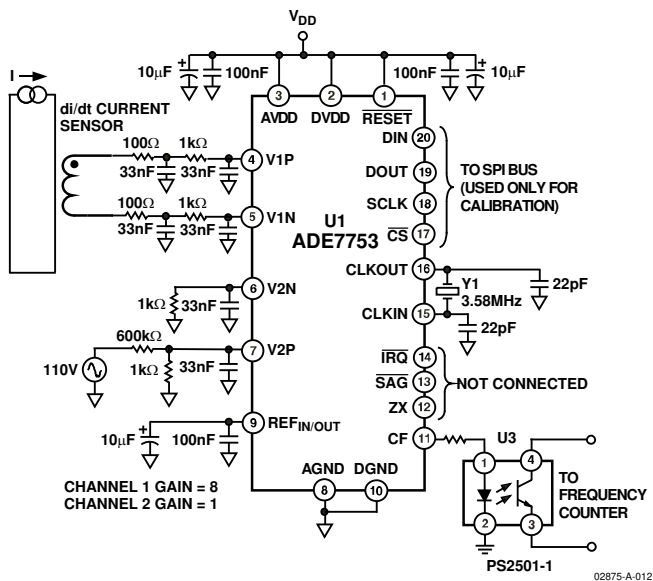 VDD
I
10µF
100nF
100nF
10µF
3
2
1
AVDD
DVDD
RESET
di/dt CURRENT
SENSOR
100Ω
1kΩ
33nF
33nF
4
V1P
100Ω
1kΩ
33nF
33nF
5
V1N
U1
ADE7753
DIN
20
DOUT
19
SCLK
18
CS
17
TO SPI BUS
(USED ONLY FOR
CALIBRATION)
CLKOUT
16
Y1
3.58MHz
22pF
CLKIN
15
22pF
6
V2N
1kΩ
33nF
600kΩ
7
V2P
110V
1kΩ
33nF
IRQ
14
SAG
13
ZX
12
NOT CONNECTED
9
REFIN/OUT
10µF
100nF
CF
11
U3
1
4
2
3
TO
FREQUENCY
COUNTER
PS2501-1
AGND
DGND
8
10
CHANNEL 1 GAIN = 8
CHANNEL 2 GAIN = 1
02875-A-012